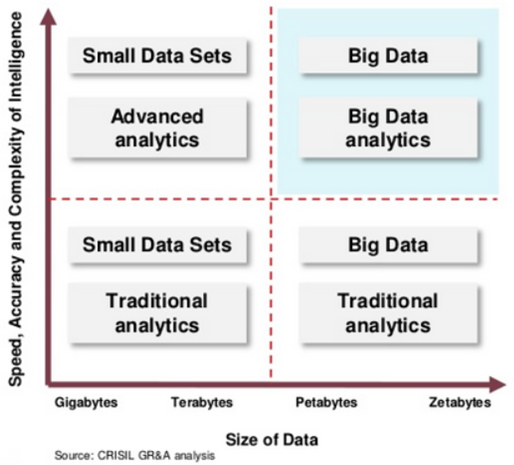 Speed, Accuracy and Complexity of Intelligence
Small Data Sets
Big Data
Advanced
analytics
Big Data
analytics
Small Data Sets
Big Data
Traditional
analytics
Traditional
analytics
Gigabytes
Terabytes
Petabytes
Zetabytes
Size of Data
Source: CRISIL GR&A analysis